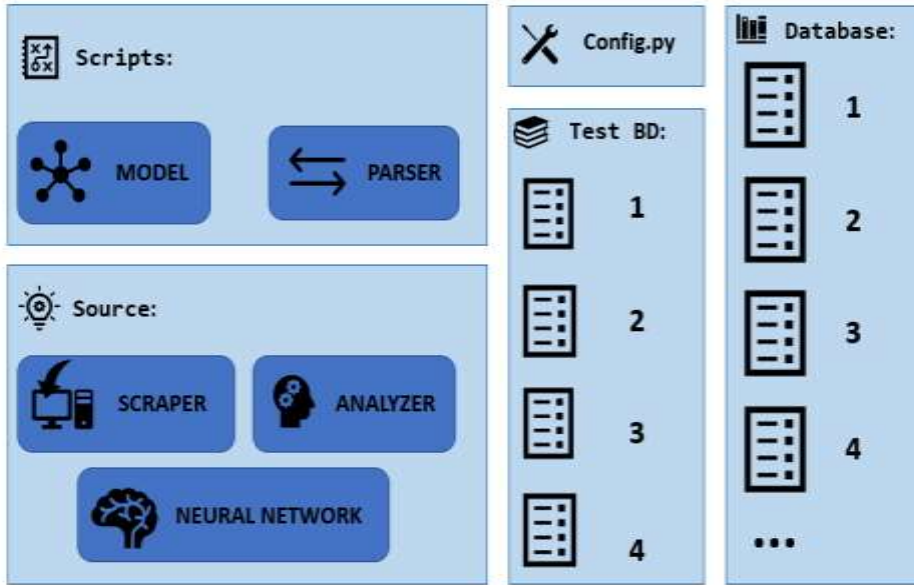 Scripts:
MODEL
PARSER
Source:
SCRAPER
ANALYZER
NEURAL NETWORK
Config.py
Test BD:
1
2
3
4
Database:
1
2
3
4
...